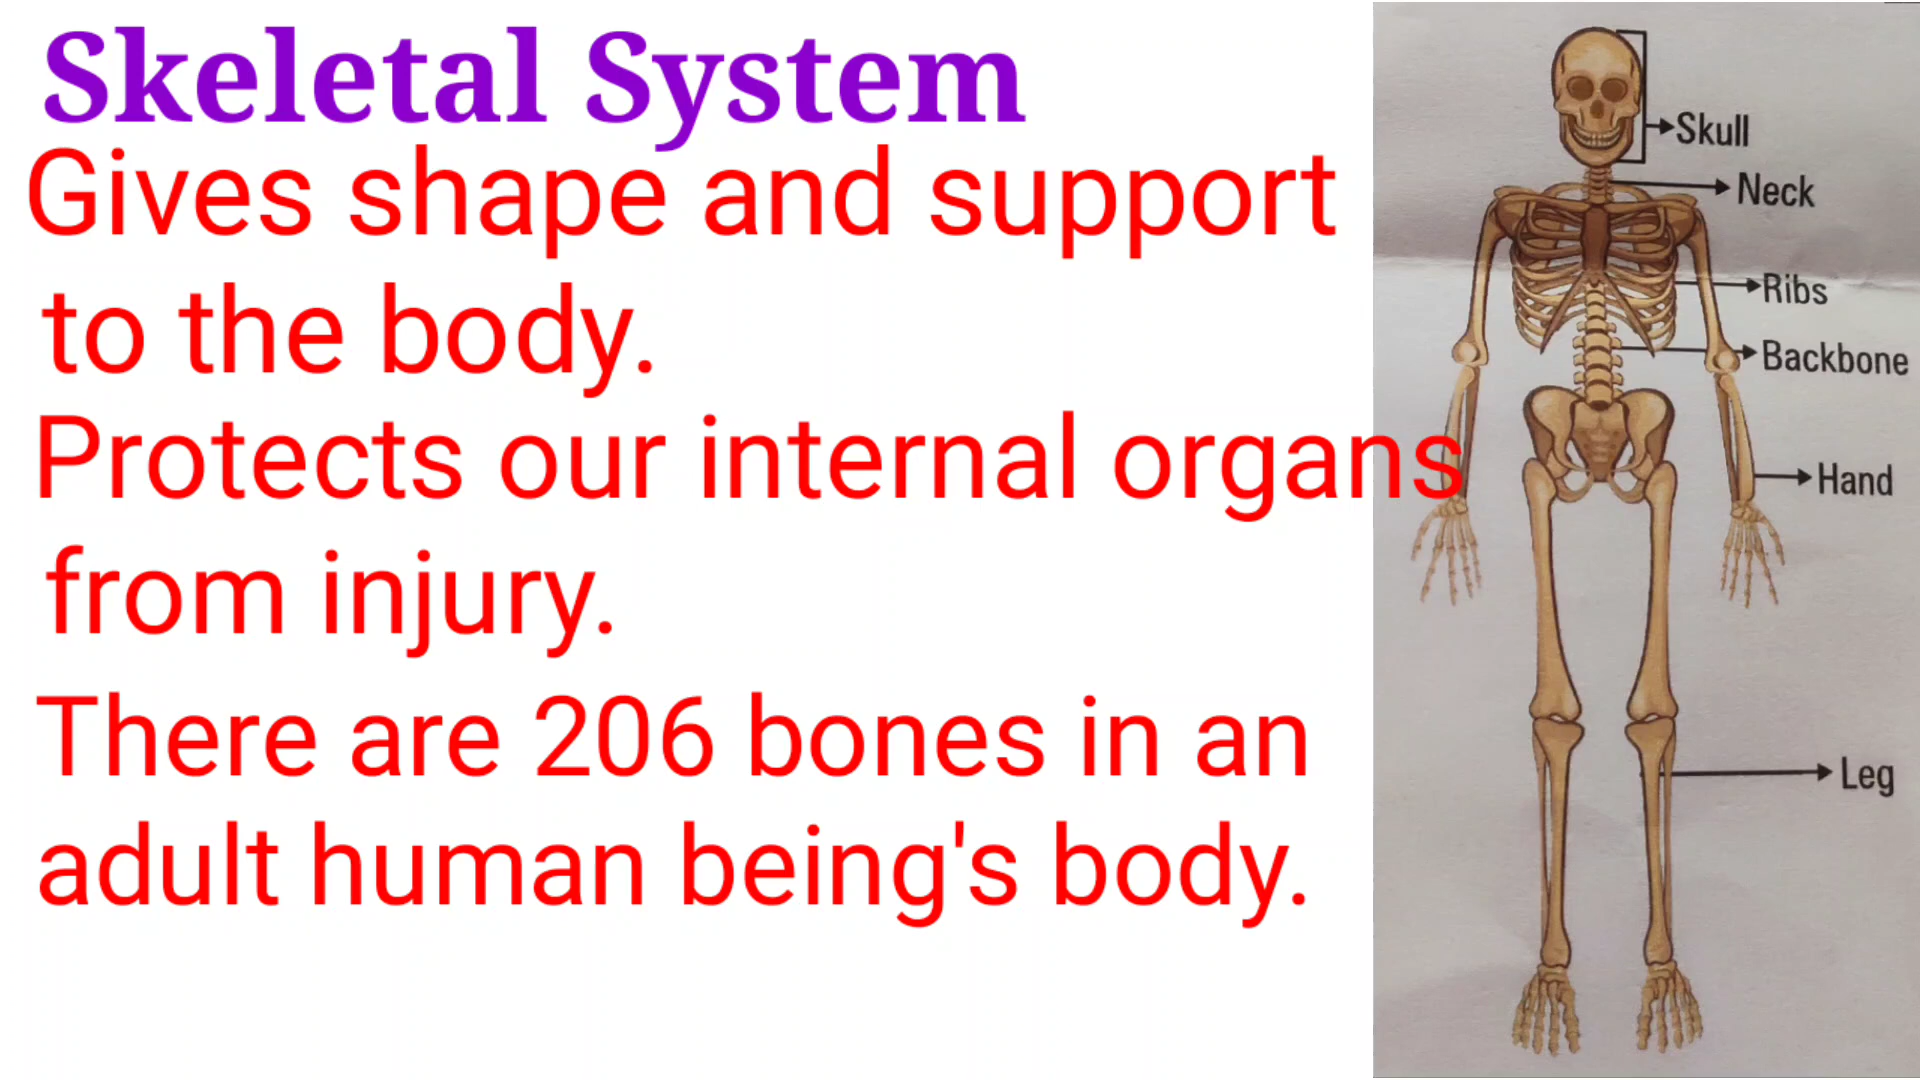 Skeletal System
Gives shape and support
to the body.
Protects our internal organs
from injury.
There are 206 bones in an
adult human being's body.
Skull
Neck
Ribs
Backbone
Hand
Leg